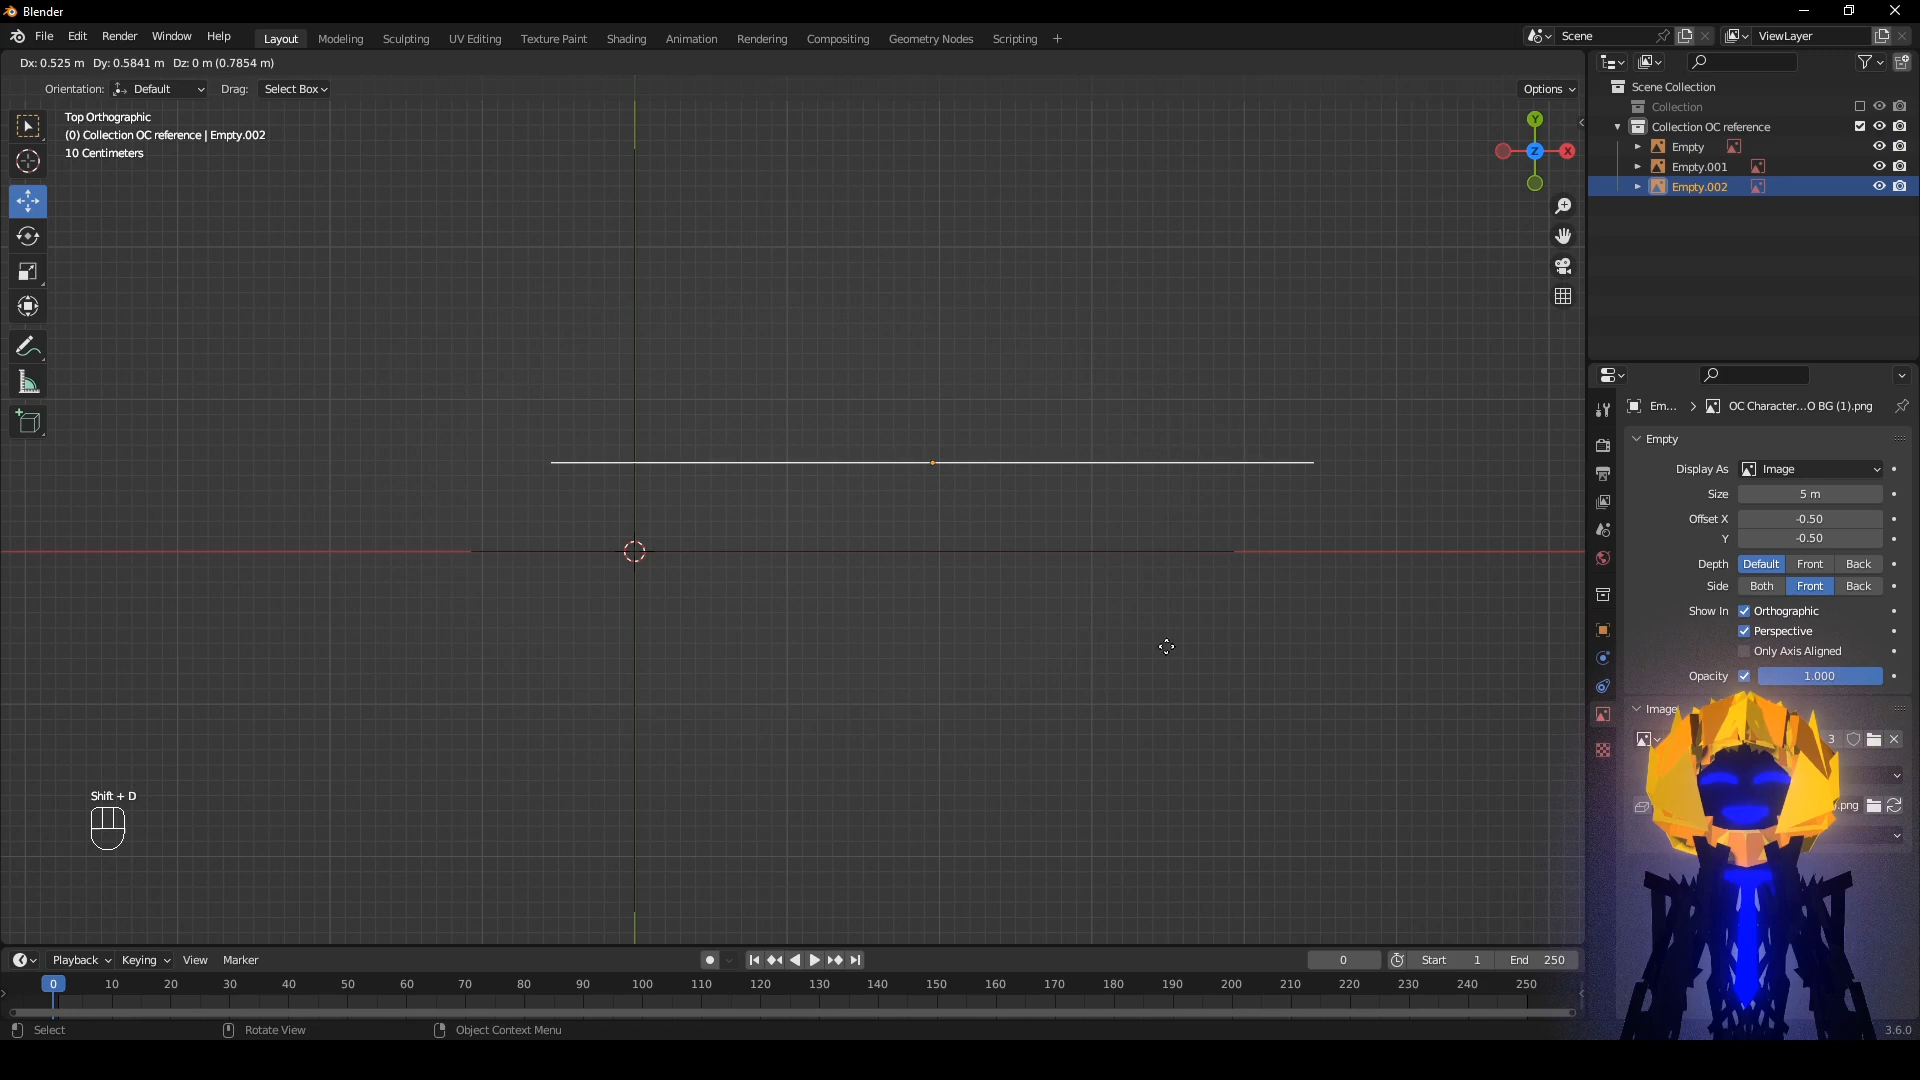 Blender
File Edit Render Window Help Layout Modeling Sculpting UV Editing Texture Paint Shading Animation Rendering Compositing Geometry Nodes Scripting + Scene ViewLayer
Dx: 0.525 m Dy: 0.5841 m Dz: 0 m (0.7854 m)
Orientation: Default Drag: Select Box Options
Top Orthographic
(0) Collection OC reference | Empty.002
10 Centimeters
Y
Z X
Scene Collection
Collection
Collection OC reference
Empty
Empty.001
Empty.002
Em... > OC Character...O BG (1).png
Empty
Display As Image
Size 5 m
Offset X -0.50
Y -0.50
Depth Default Front Back
Side Both Front Back
Show In Orthographic
Perspective
Only Axis Aligned
Opacity 1.000
Image
3
.png
Shift + D
Playback Keying View Marker 0 Start 1 End 250
0 10 20 30 40 50 60 70 80 90 100 110 120 130 140 150 160 170 180 190 200 210 220 230 240 250
Select Rotate View Object Context Menu 3.6.0